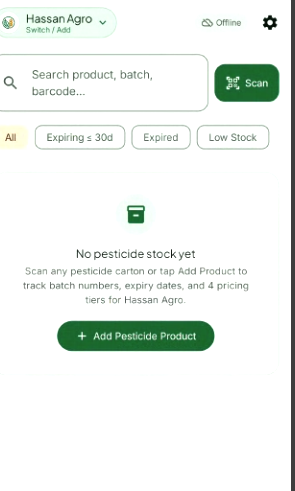 Hassan Agro
Switch / Add
Offline
Search product, batch,
barcode...
Scan
All
Expiring ≤ 30d
Expired
Low Stock
No pesticide stock yet
Scan any pesticide carton or tap Add Product to
track batch numbers, expiry dates, and 4 pricing
tiers for Hassan Agro.
+ Add Pesticide Product